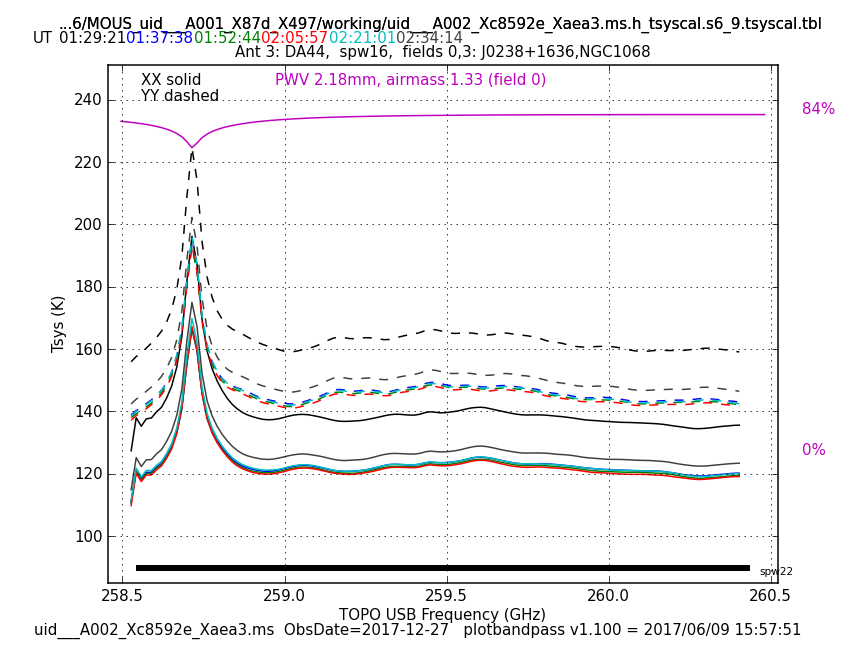 ...6/MOUS_uid___A001_X87d_X497/working/uid___A002_Xc8592e_Xaea3.ms.h_tsyscal.s6_9.tsyscal.tbl
UT 01:29:21 01:37:38 01:52:44 02:05:57 02:21:01 02:34:14
Ant 3: DA44, spw16, fields 0,3: J0238+1636,NGC1068
XX solid
PWV 2.18mm, airmass 1.33 (field 0)
YY dashed
84%
0%
240
220
200
180
160
140
120
100
Tsys (K)
spw22
258.5 259.0 259.5 260.0 260.5
TOPO USB Frequency (GHz)
uid___A002_Xc8592e_Xaea3.ms ObsDate=2017-12-27 plotbandpass v1.100 = 2017/06/09 15:57:51